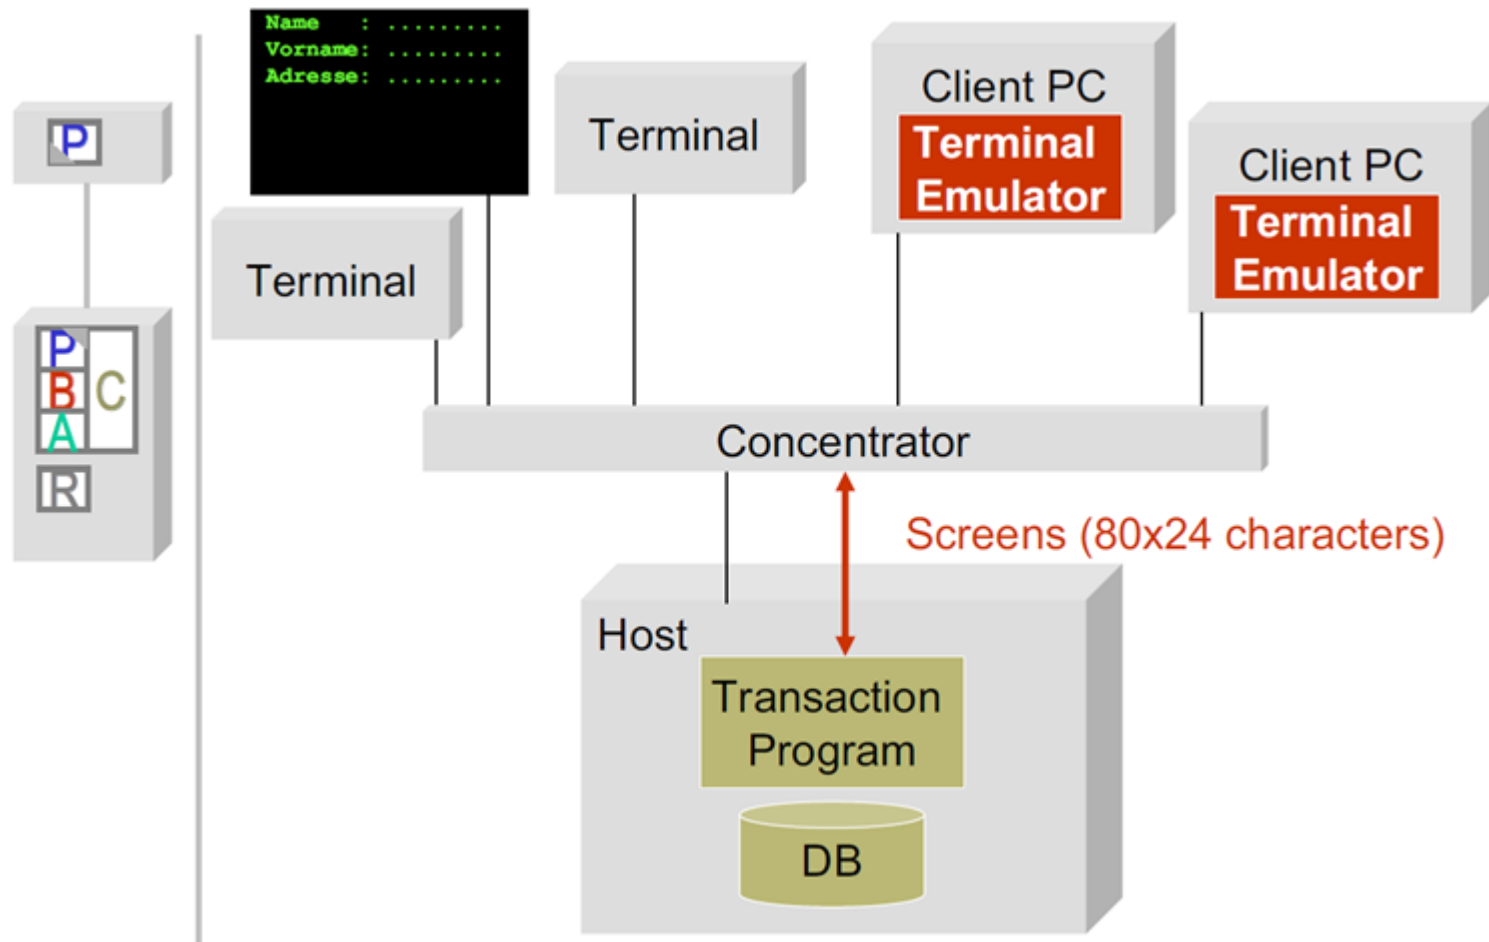 P
P
B
A
C
R
Name : .........
Vorname: .........
Adresse: .........
Terminal
Terminal
Client PC
Terminal
Emulator
Client PC
Terminal
Emulator
Concentrator
Screens (80x24 characters)
Host
Transaction
Program
DB